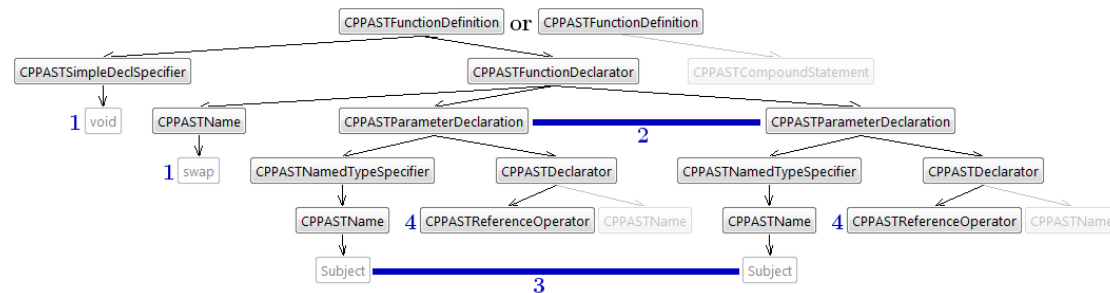 CPPASTFunctionDefinition or CPPASTFunctionDefinition
CPPASTSimpleDeclSpecifier CPPASTFunctionDeclarator CPPASTCompoundStatement
1 void CPPASTName CPPASTParameterDeclaration 2 CPPASTParameterDeclaration
1 swap CPPASTNamedTypeSpecifier CPPASTDeclarator CPPASTNamedTypeSpecifier CPPASTDeclarator
CPPASTName 4 CPPASTReferenceOperator CPPASTName CPPASTName 4 CPPASTReferenceOperator CPPASTName
Subject 3 Subject